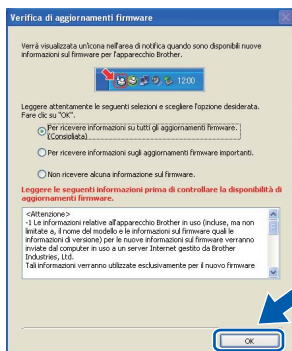 Verifica di aggiornamenti firmware
Verrà visualizzata un'icona nell'area di notifica quando sono disponibili nuove
informazioni sul firmware per l'apparecchio Brother.
12:00
Leggere attentamente le seguenti selezioni e scegliere l'opzione desiderata.
Fare clic su "OK".
Per ricevere informazioni su tutti gli aggiornamenti firmware.
(Consigliata)
Per ricevere informazioni sugli aggiornamenti firmware importanti.
Non ricevere alcuna informazione sul firmware.
Leggere le seguenti informazioni prima di controllare la disponibilità di
aggiornamenti firmware.
<Attenzione>
-1 Le informazioni relative all'apparecchio Brother in uso (incluse, ma non
limitate a, il nome del modello e le informazioni sul firmware quali le
informazioni di versione) per le nuove informazioni sul firmware verranno
inviate dal computer in uso a un server Internet gestito da Brother
Industries, Ltd.
Tali informazioni verranno utilizzate esclusivamente per il nuovo firmware
OK